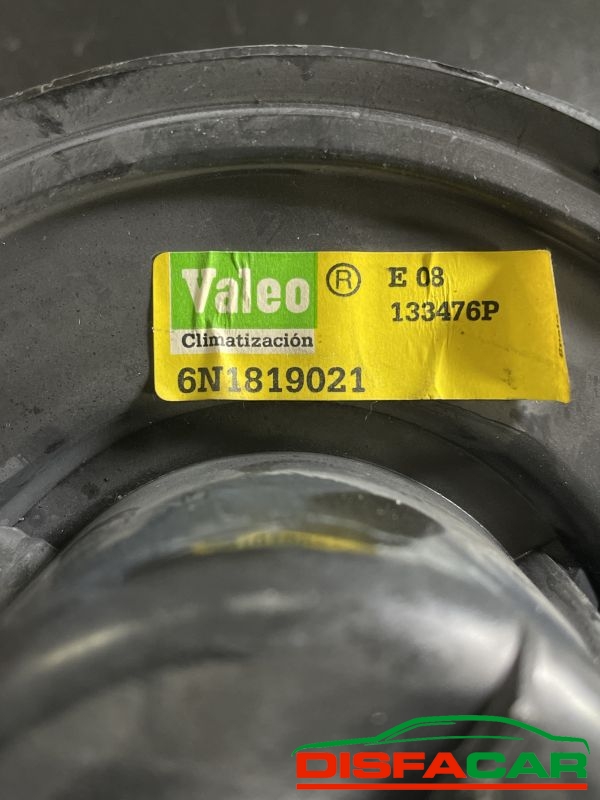 Valeo ® E 08
133476P
Climatización
6N1819021
DISFACAR